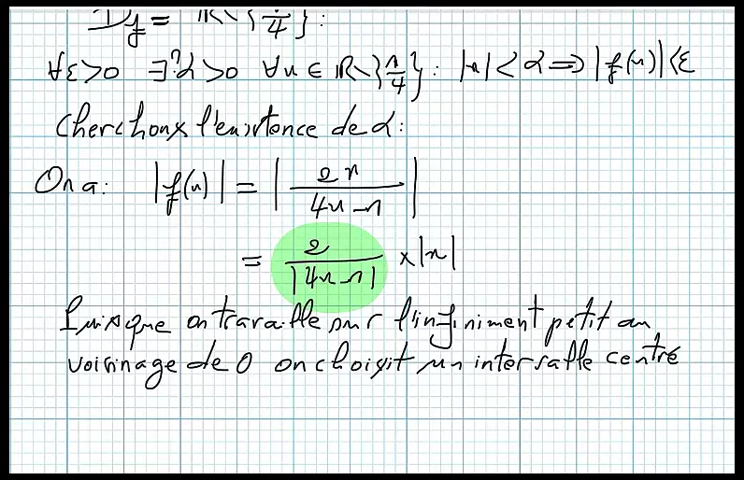 D_f = ℝ∖{1/4}:
∀ε>0 ∃?α>0 ∀x∈ℝ∖{1/4}: |x|<α ⟹ |f(x)|<ε
Cherchons l'existence de α:
On a: |f(x)| = |2x/(4x-1)|
= 2/|4x-1| × |x|
Puisque on travaille sur l'infiniment petit au
voisinage de 0 on choisit un intervalle centré